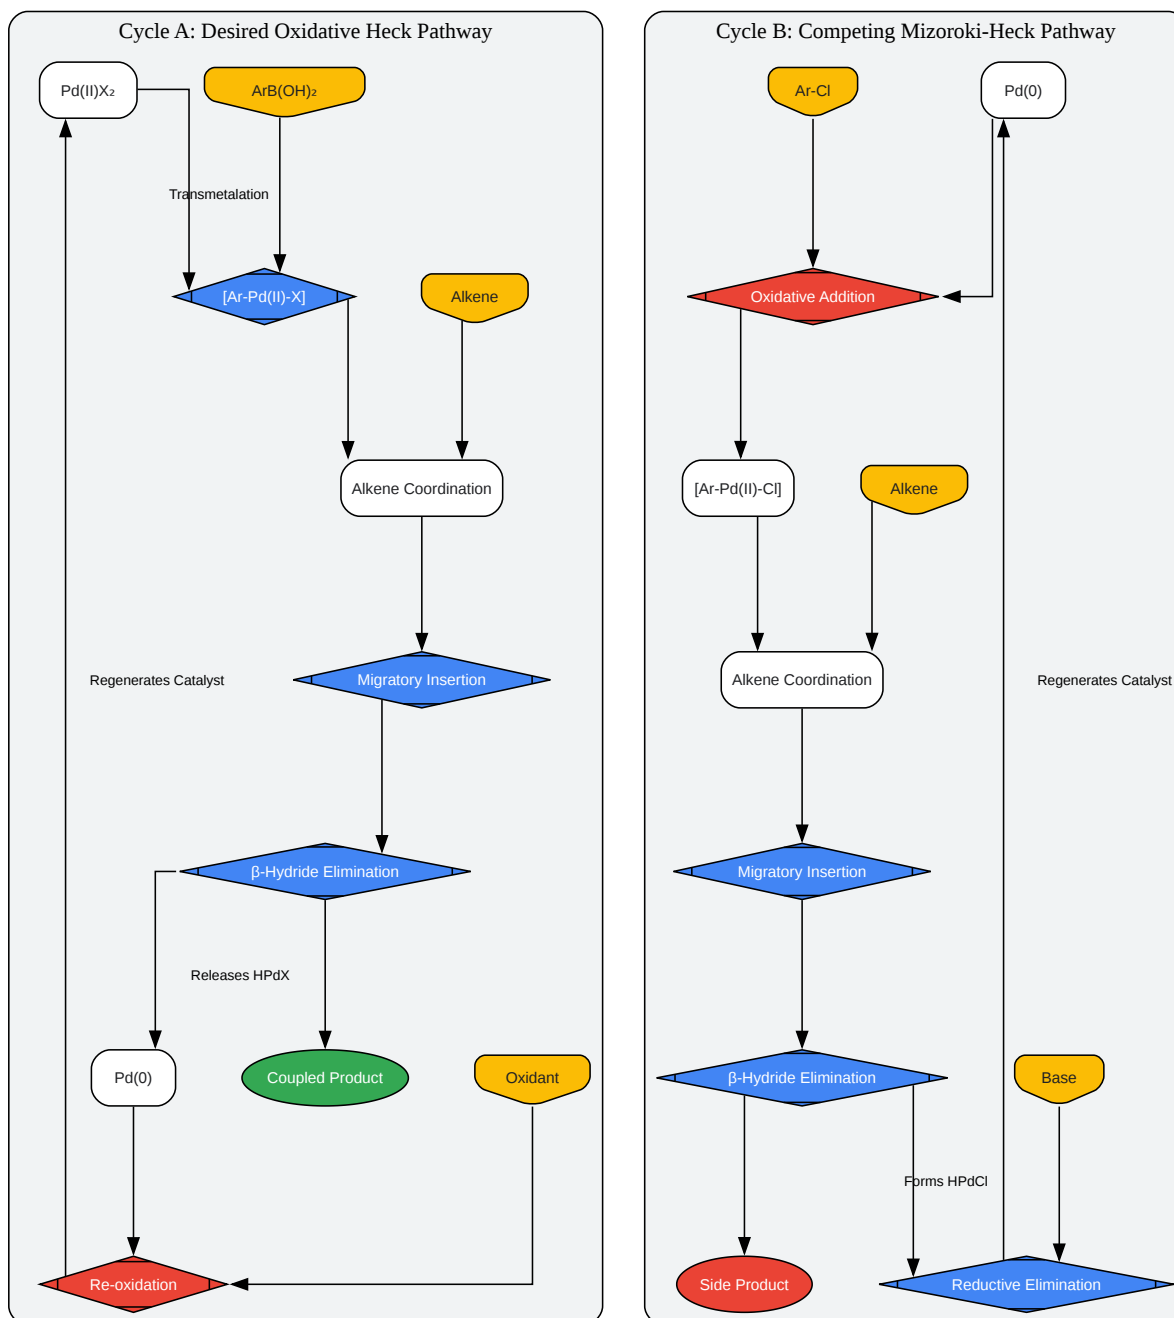 Cycle A: Desired Oxidative Heck Pathway
Pd(II)X₂
ArB(OH)₂
Transmetalation
[Ar-Pd(II)-X]
Alkene
Alkene Coordination
Regenerates Catalyst
Migratory Insertion
β-Hydride Elimination
Releases HPdX
Pd(0)
Coupled Product
Oxidant
Re-oxidation
Cycle B: Competing Mizoroki-Heck Pathway
Ar-Cl
Pd(0)
Oxidative Addition
[Ar-Pd(II)-Cl]
Alkene
Alkene Coordination
Regenerates Catalyst
Migratory Insertion
β-Hydride Elimination
Base
Forms HPdCl
Side Product
Reductive Elimination